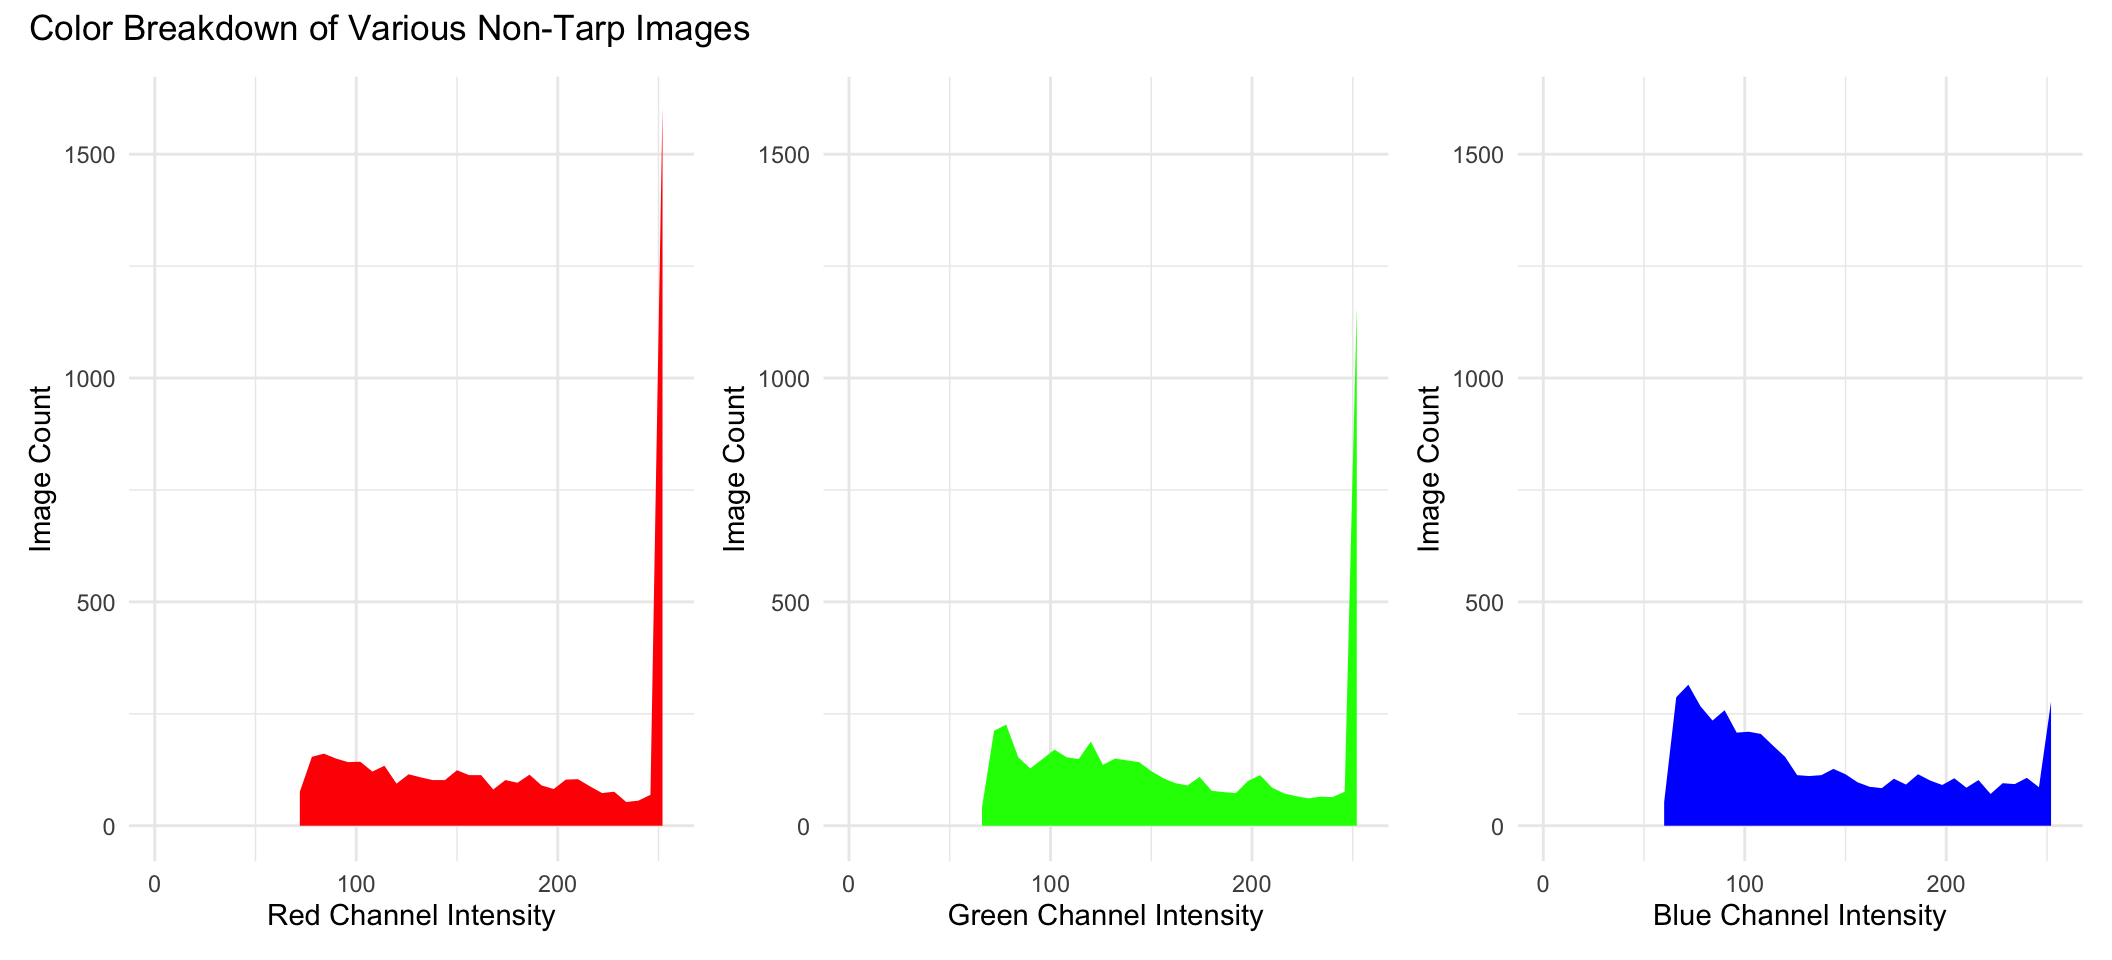 Color Breakdown of Various Non-Tarp Images
Image Count
1500
1000
500
0
0 100 200
Red Channel Intensity
Image Count
1500
1000
500
0
0 100 200
Green Channel Intensity
Image Count
1500
1000
500
0
0 100 200
Blue Channel Intensity